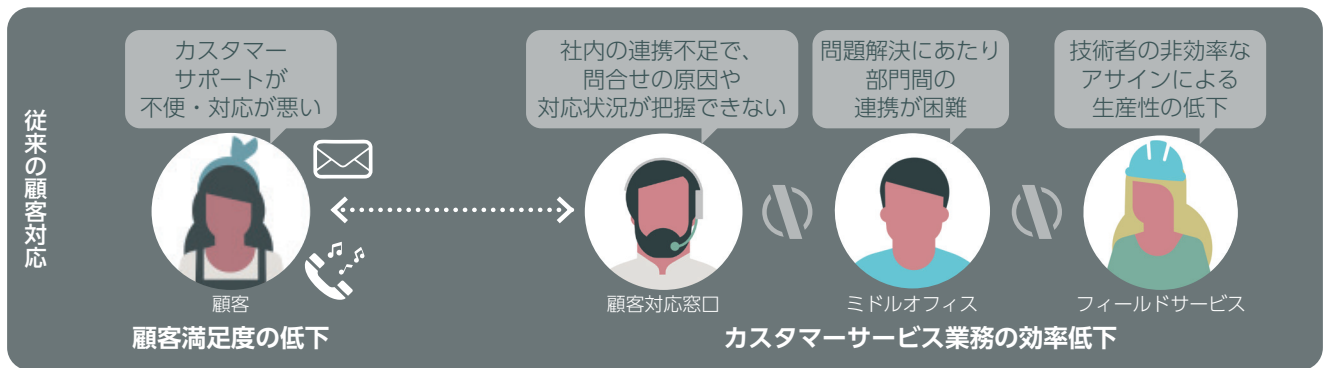 従来の顧客対応
カスタマー
サポートが
不便・対応が悪い
社内の連携不足で、
問合せの原因や
対応状況が把握できない
問題解決にあたり
部門間の
連携が困難
技術者の非効率な
アサインによる
生産性の低下
顧客
顧客対応窓口
ミドルオフィス
フィールドサービス
顧客満足度の低下
カスタマーサービス業務の効率低下